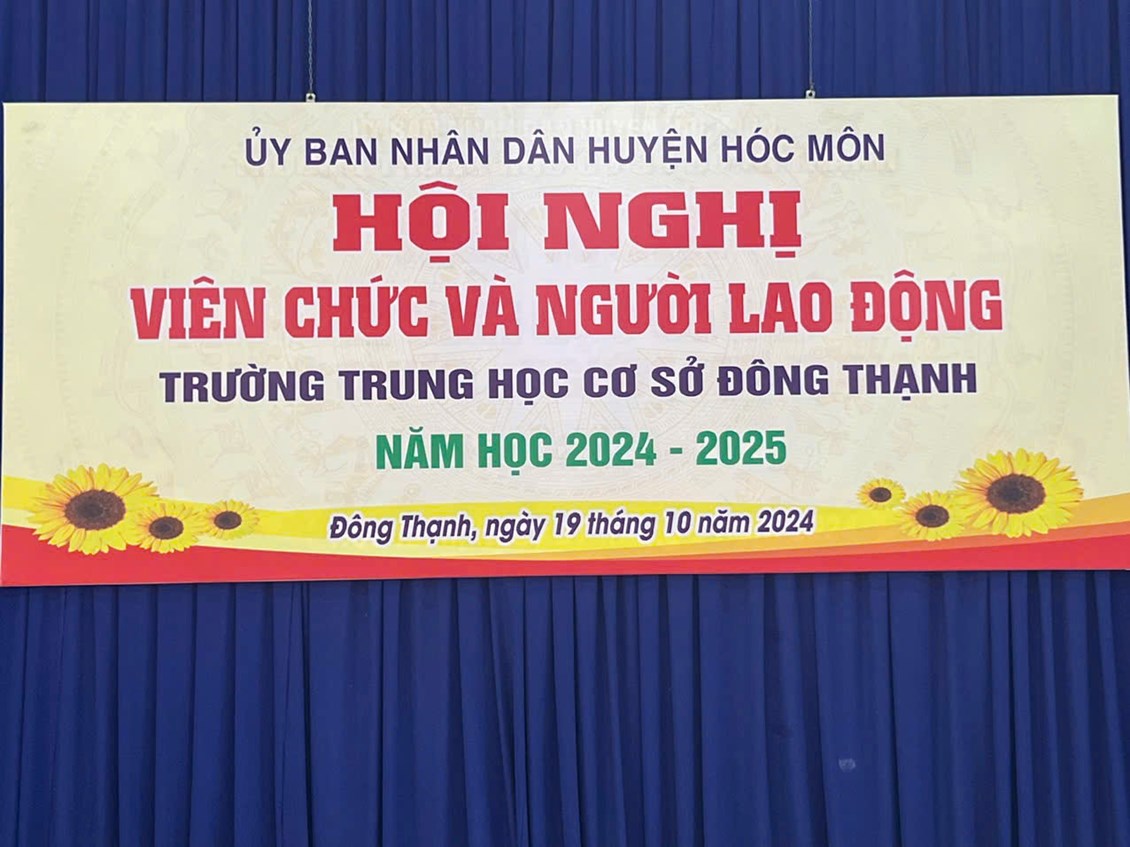 ỦY BAN NHÂN DÂN HUYỆN HÓC MÔN
HỘI NGHỊ
VIÊN CHỨC VÀ NGƯỜI LAO ĐỘNG
TRƯỜNG TRUNG HỌC CƠ SỞ ĐÔNG THẠNH
NĂM HỌC 2024 - 2025
Đông Thạnh, ngày 19 tháng 10 năm 2024